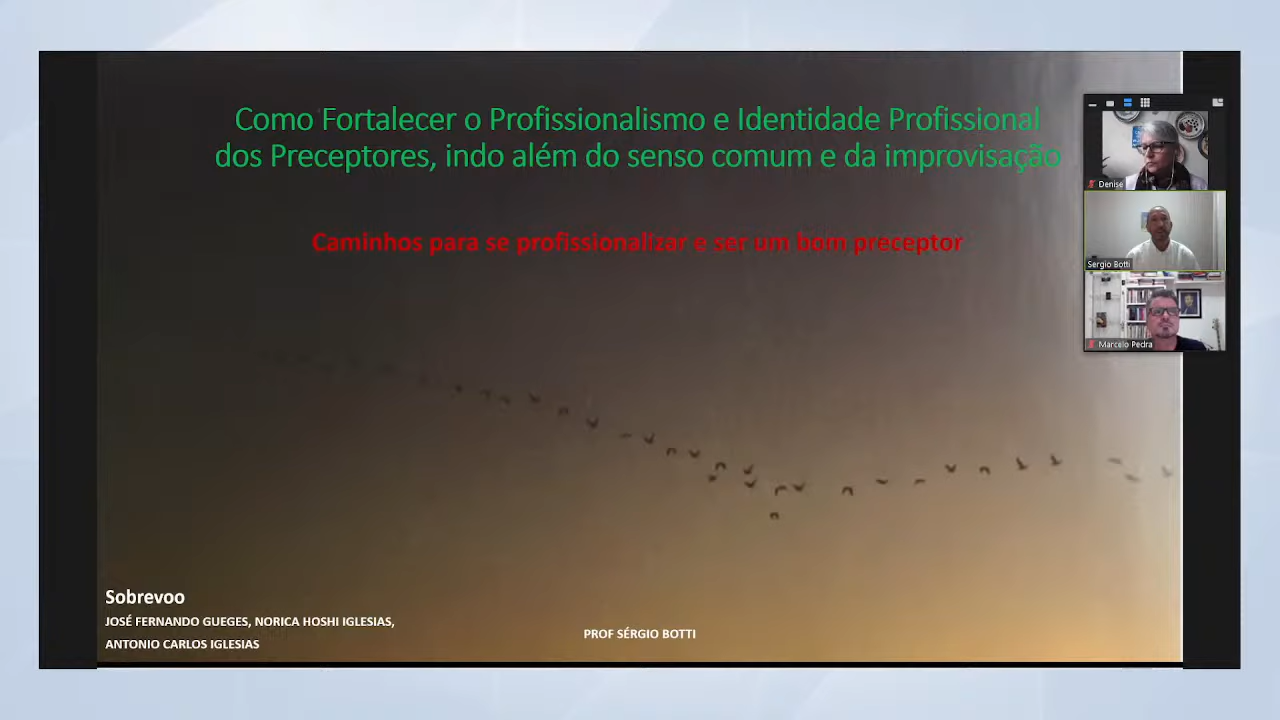 Como Fortalecer o Profissionalismo e Identidade Profissional
dos Preceptores, indo além do senso comum e da improvisação
Caminhos para se profissionalizar e ser um bom preceptor
Denise
Sergio Botti
Marcelo Pedra
Sobrevoo
JOSÉ FERNANDO GUEGES, NORICA HOSHI IGLESIAS,
ANTONIO CARLOS IGLESIAS
PROF SÉRGIO BOTTI